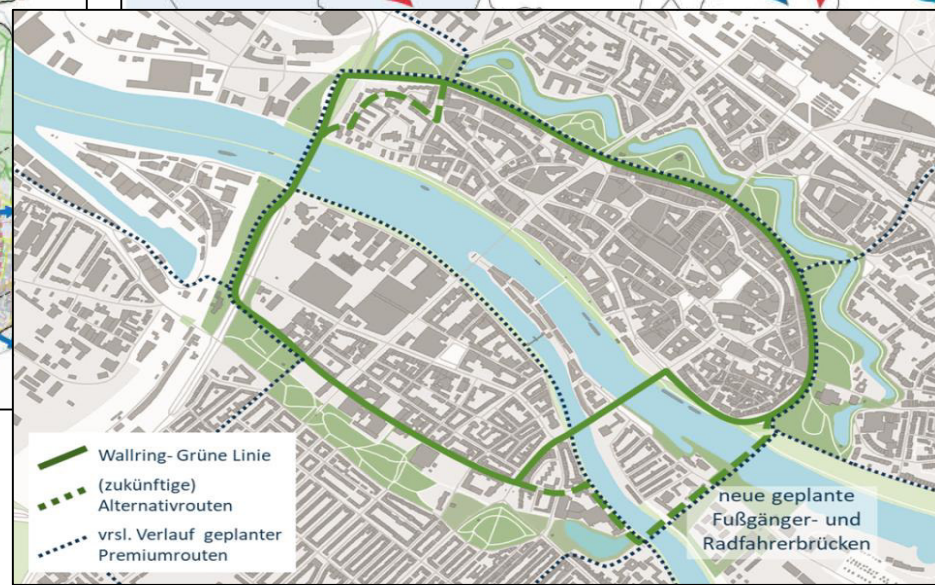 Wallring- Grüne Linie
(zukünftige)
Alternativrouten
vrsl. Verlauf geplanter
Premiumrouten
neue geplante
Fußgänger- und
Radfahrerbrücken